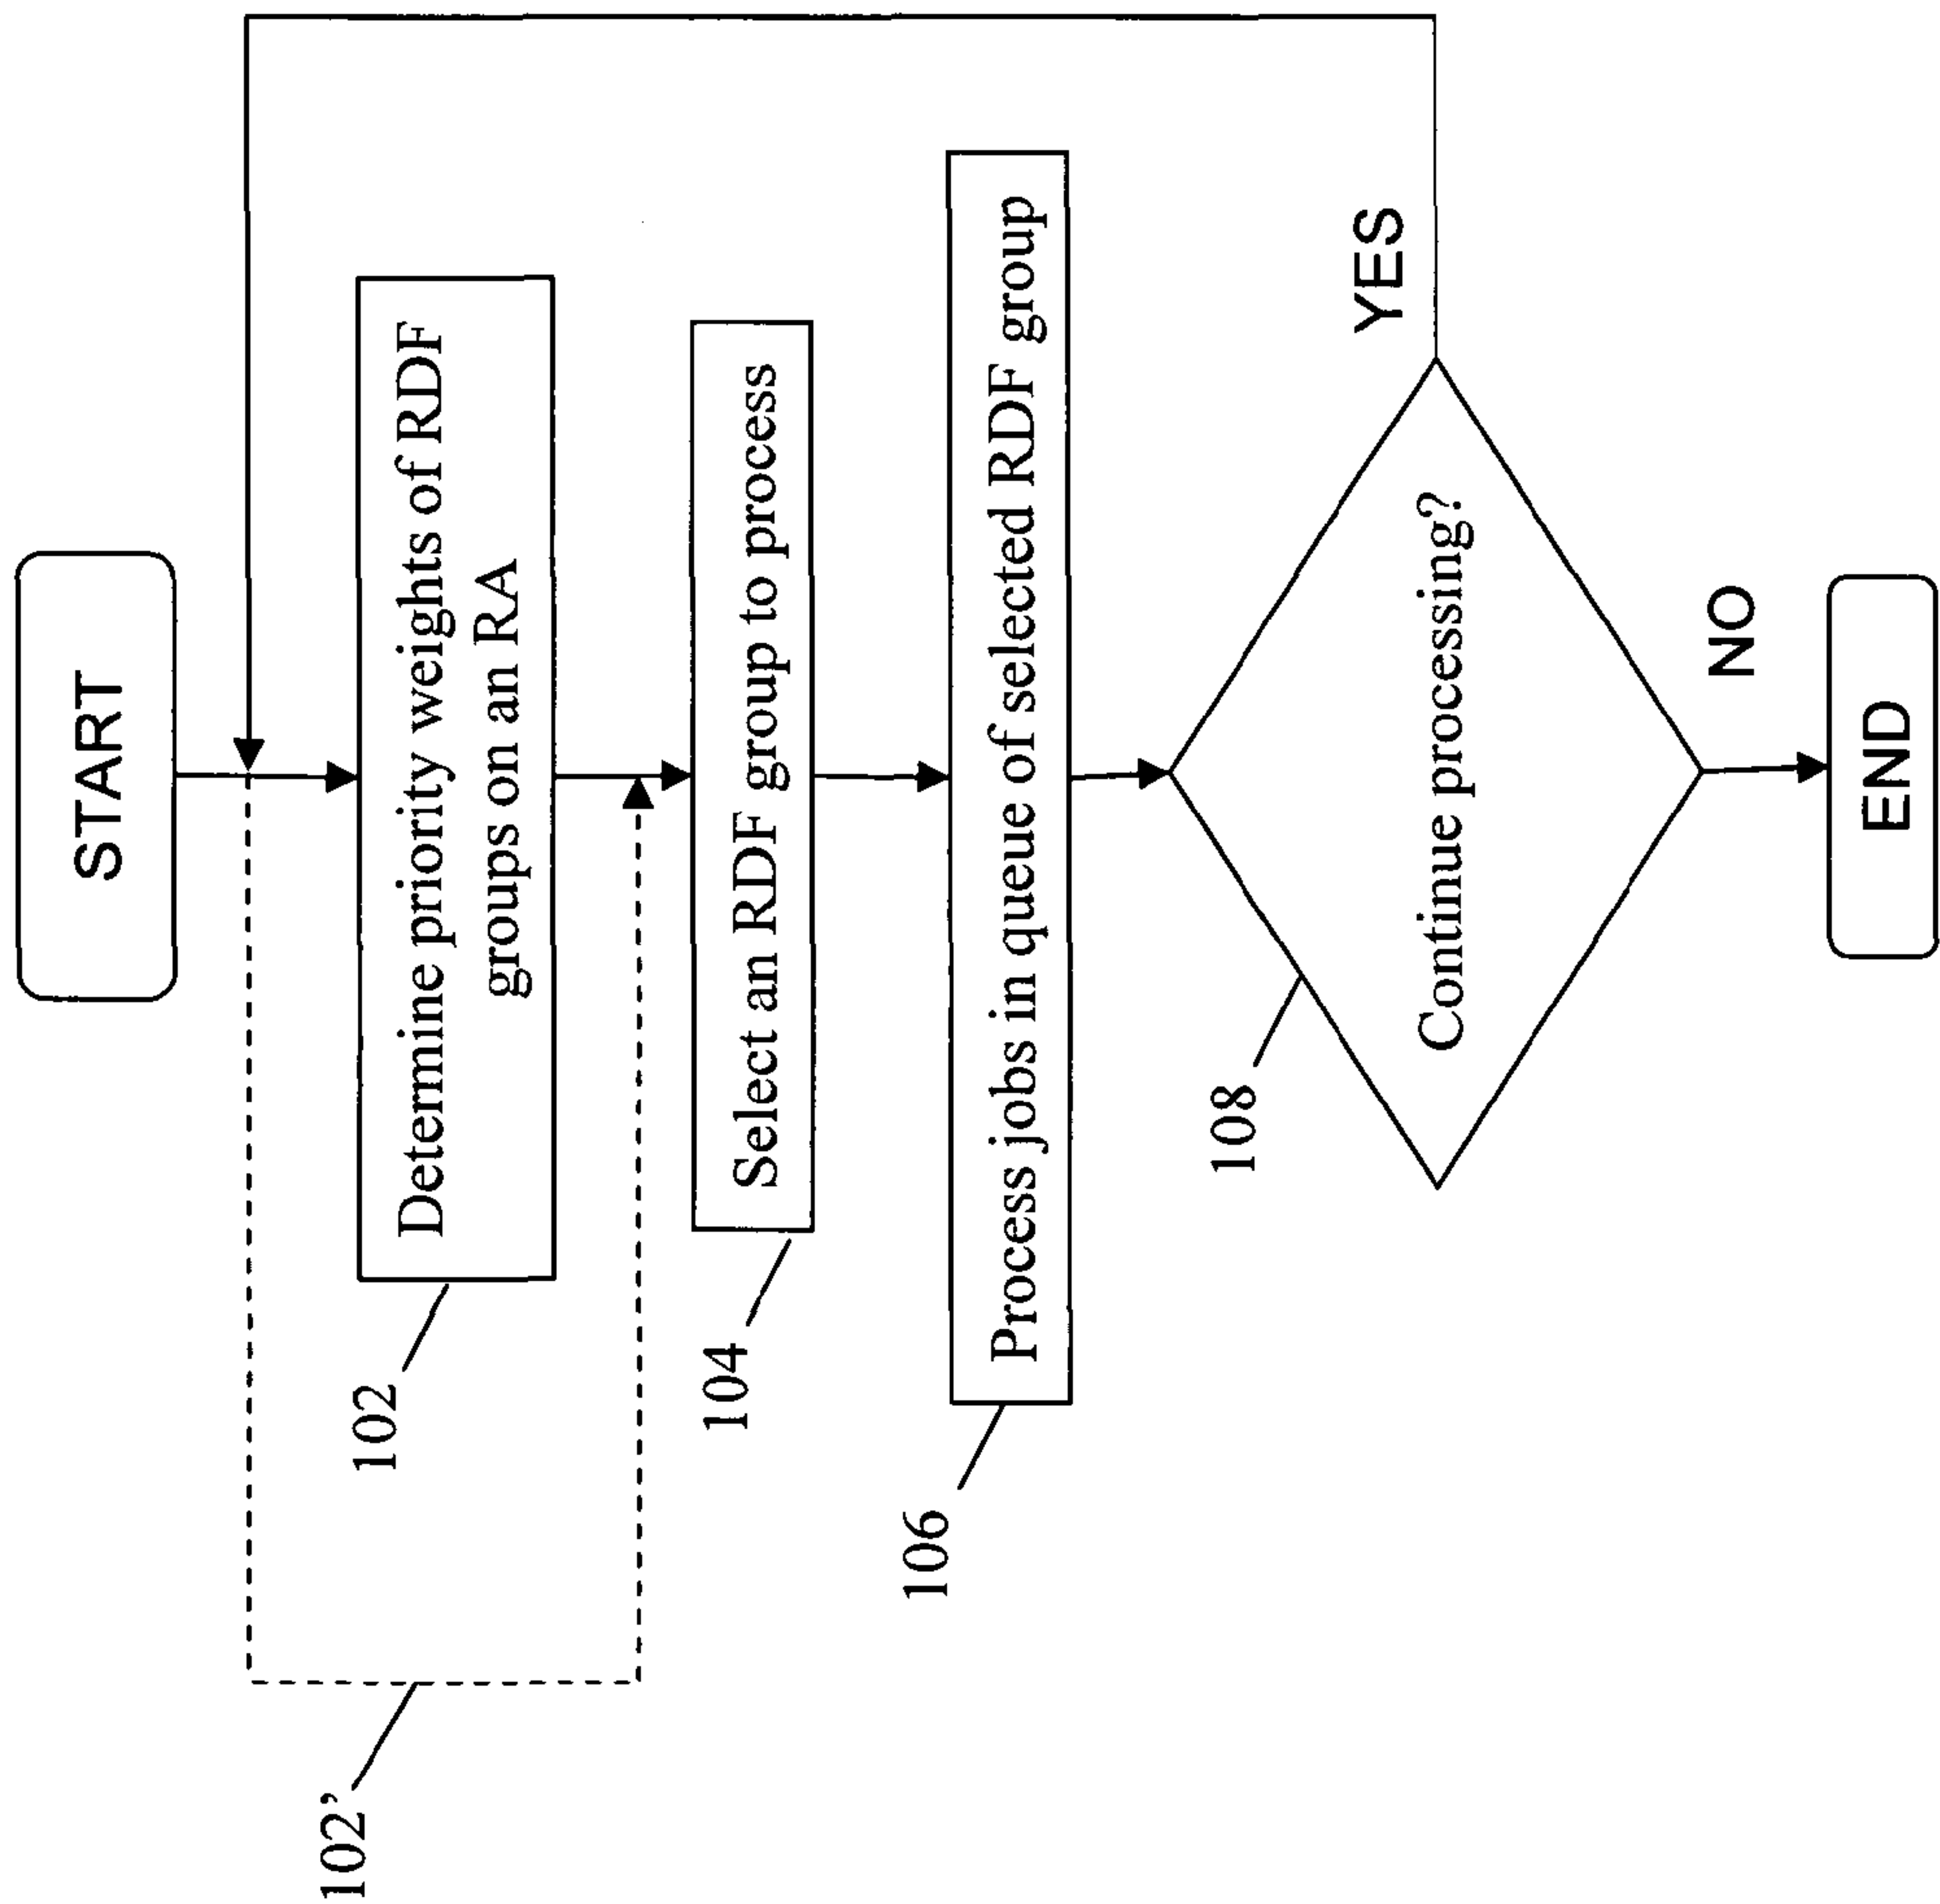 START
102'
102
Determine priority weights of RDF
groups on an RA
104
Select an RDF group to process
106
Process jobs in queue of selected RDF group
108
Continue processing?
YES
NO
END